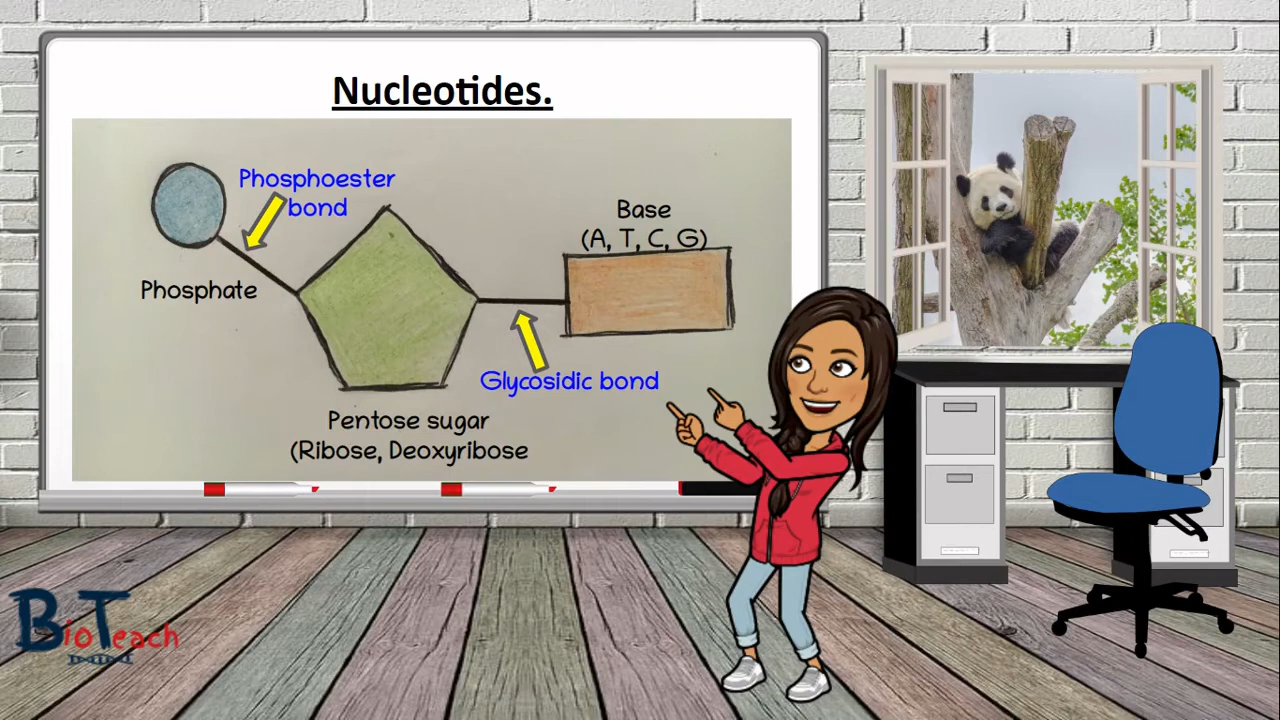 Nucleotides.
Phosphoester
bond
Base
(A, T, C, G)
Phosphate
Glycosidic bond
Pentose sugar
(Ribose, Deoxyribose
BioTeach